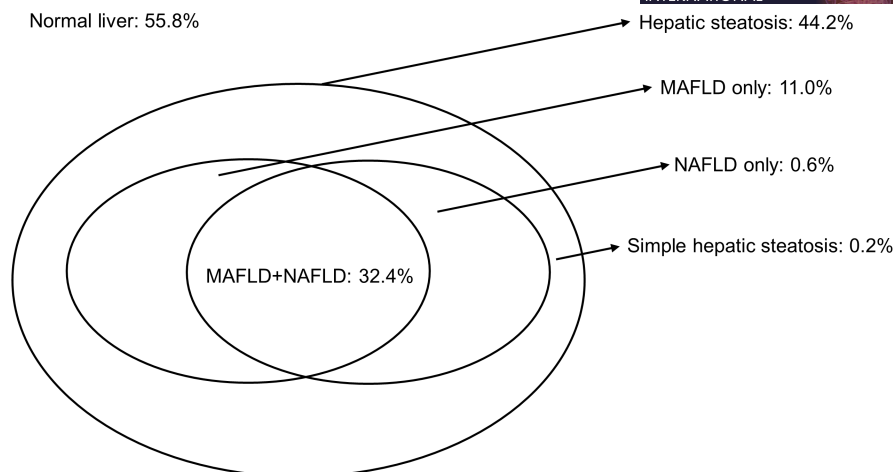 Normal liver: 55.8%
Hepatic steatosis: 44.2%
MAFLD only: 11.0%
NAFLD only: 0.6%
Simple hepatic steatosis: 0.2%
MAFLD+NAFLD: 32.4%